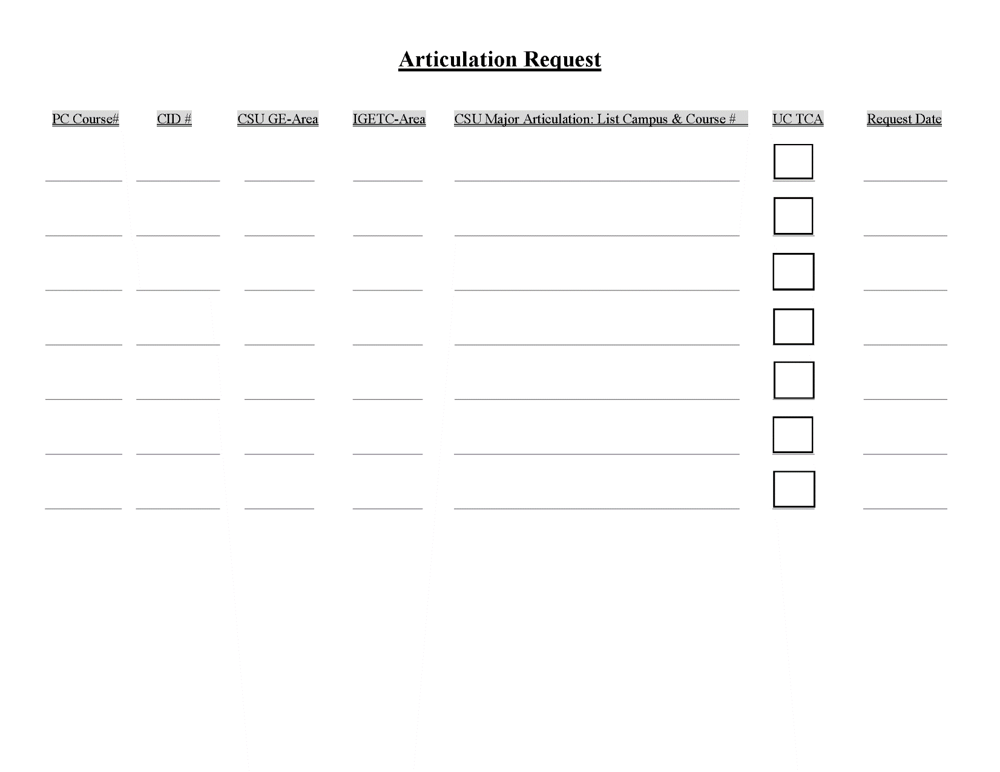 Articulation Request
PC Course# CID # CSU GE-Area IGETC-Area CSU Major Articulation: List Campus & Course # UC TCA Request Date